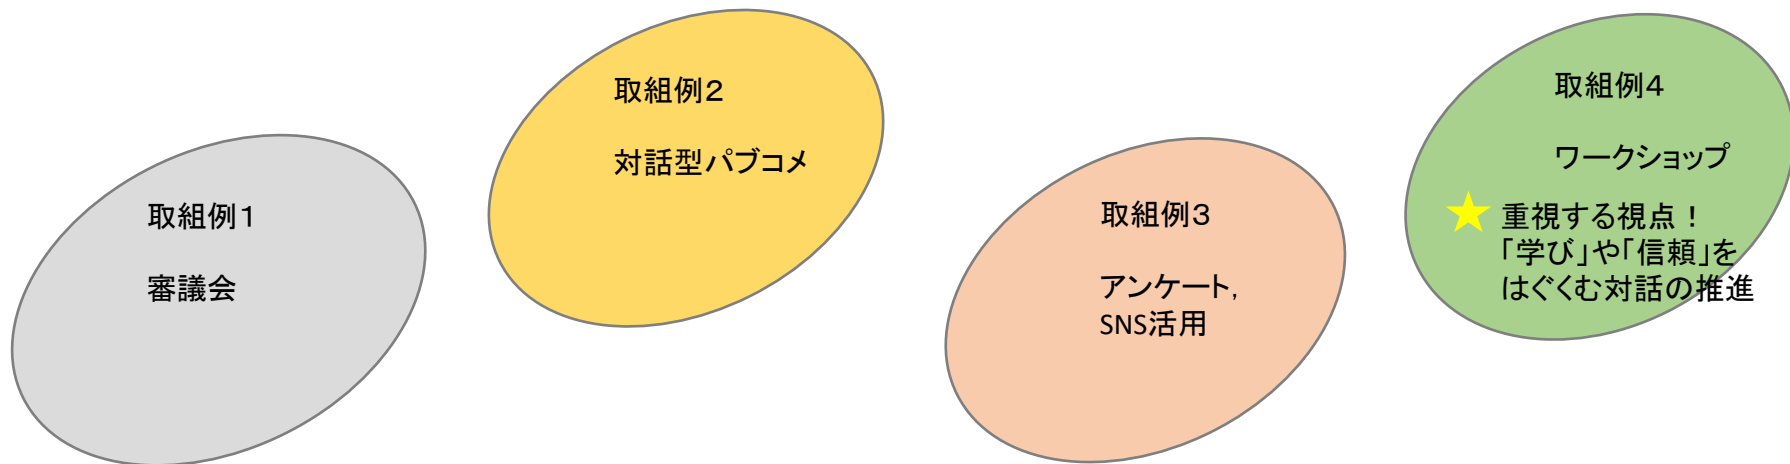 取組例１
審議会
取組例２
対話型パブコメ
取組例３
アンケート，
SNS活用
取組例４
ワークショップ
重視する視点！
「学び」や「信頼」を
はぐくむ対話の推進